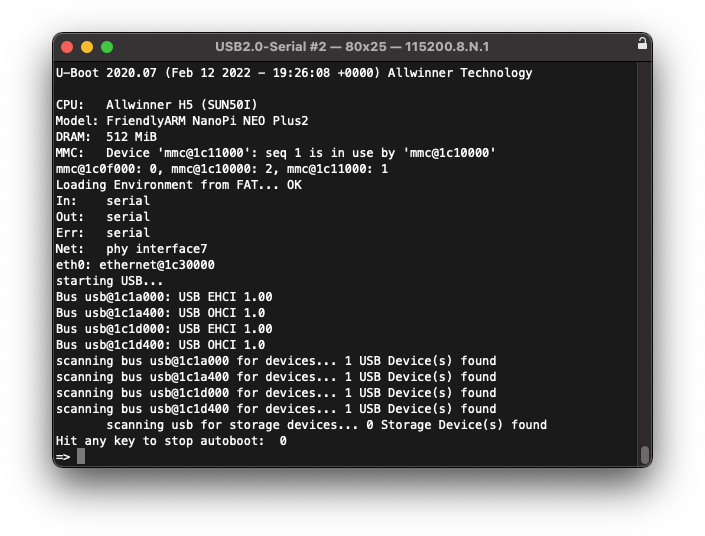 USB2.0-Serial #2 — 80x25 — 115200.8.N.1
U-Boot 2020.07 (Feb 12 2022 - 19:26:08 +0000) Allwinner Technology
CPU:   Allwinner H5 (SUN50I)
Model: FriendlyARM NanoPi NEO Plus2
DRAM:  512 MiB
MMC:   Device 'mmc@1c11000': seq 1 is in use by 'mmc@1c10000'
mmc@1c0f000: 0, mmc@1c10000: 2, mmc@1c11000: 1
Loading Environment from FAT... OK
In:    serial
Out:   serial
Err:   serial
Net:   phy interface7
eth0: ethernet@1c30000
starting USB...
Bus usb@1c1a000: USB EHCI 1.00
Bus usb@1c1a400: USB OHCI 1.0
Bus usb@1c1d000: USB EHCI 1.00
Bus usb@1c1d400: USB OHCI 1.0
scanning bus usb@1c1a000 for devices... 1 USB Device(s) found
scanning bus usb@1c1a400 for devices... 1 USB Device(s) found
scanning bus usb@1c1d000 for devices... 1 USB Device(s) found
scanning bus usb@1c1d400 for devices... 1 USB Device(s) found
       scanning usb for storage devices... 0 Storage Device(s) found
Hit any key to stop autoboot:  0
=>